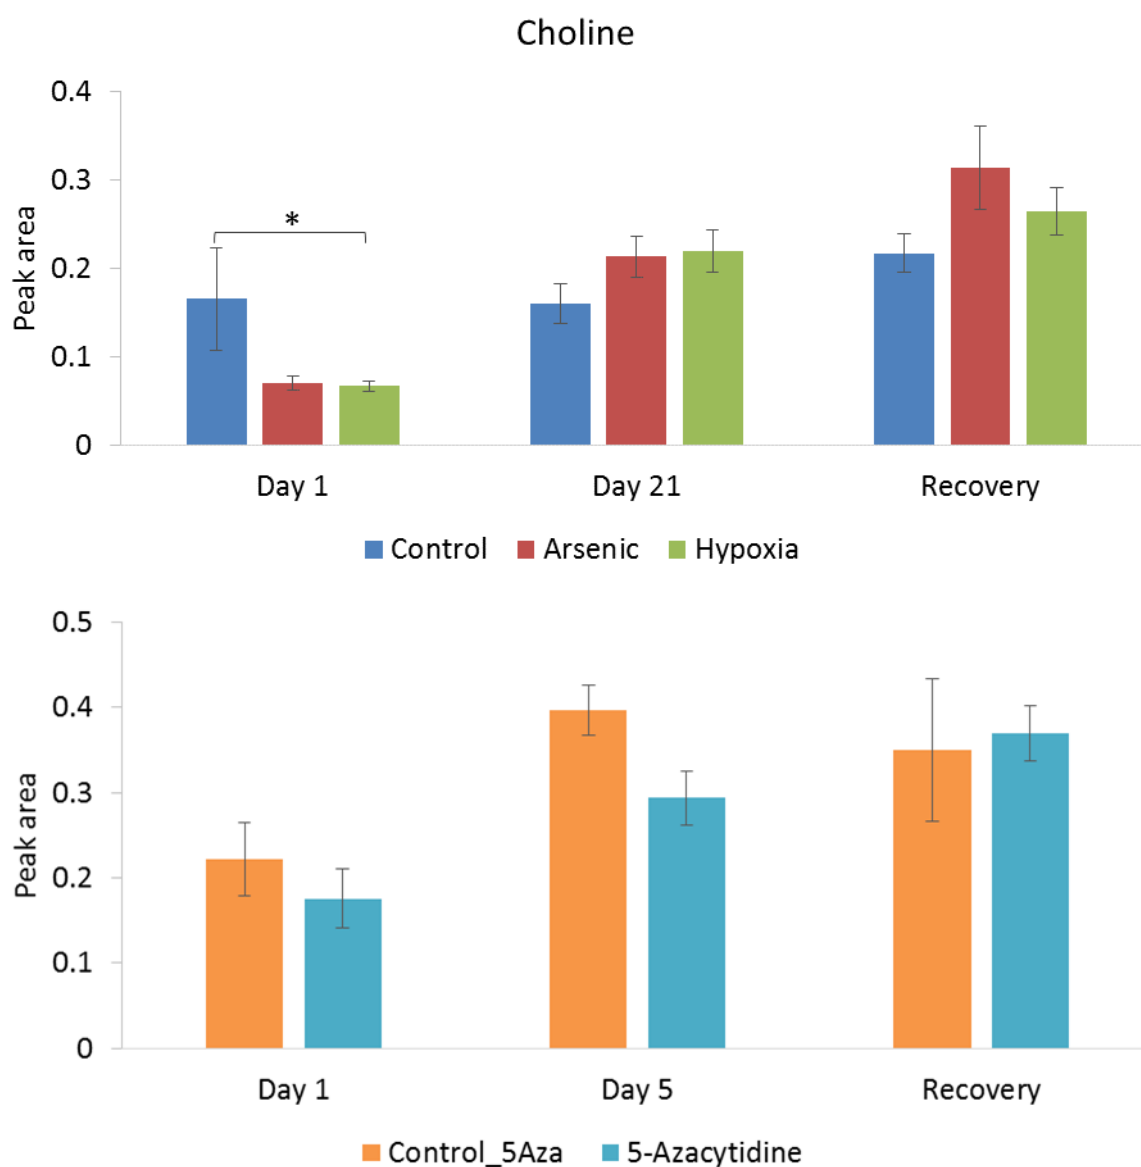 Choline
0.4
0.3
0.2
0.1
0
Peak area
*
Day 1 Day 21 Recovery
Control Arsenic Hypoxia
0.5
0.4
0.3
0.2
0.1
0
Peak area
Day 1 Day 5 Recovery
Control_5Aza 5-Azacytidine